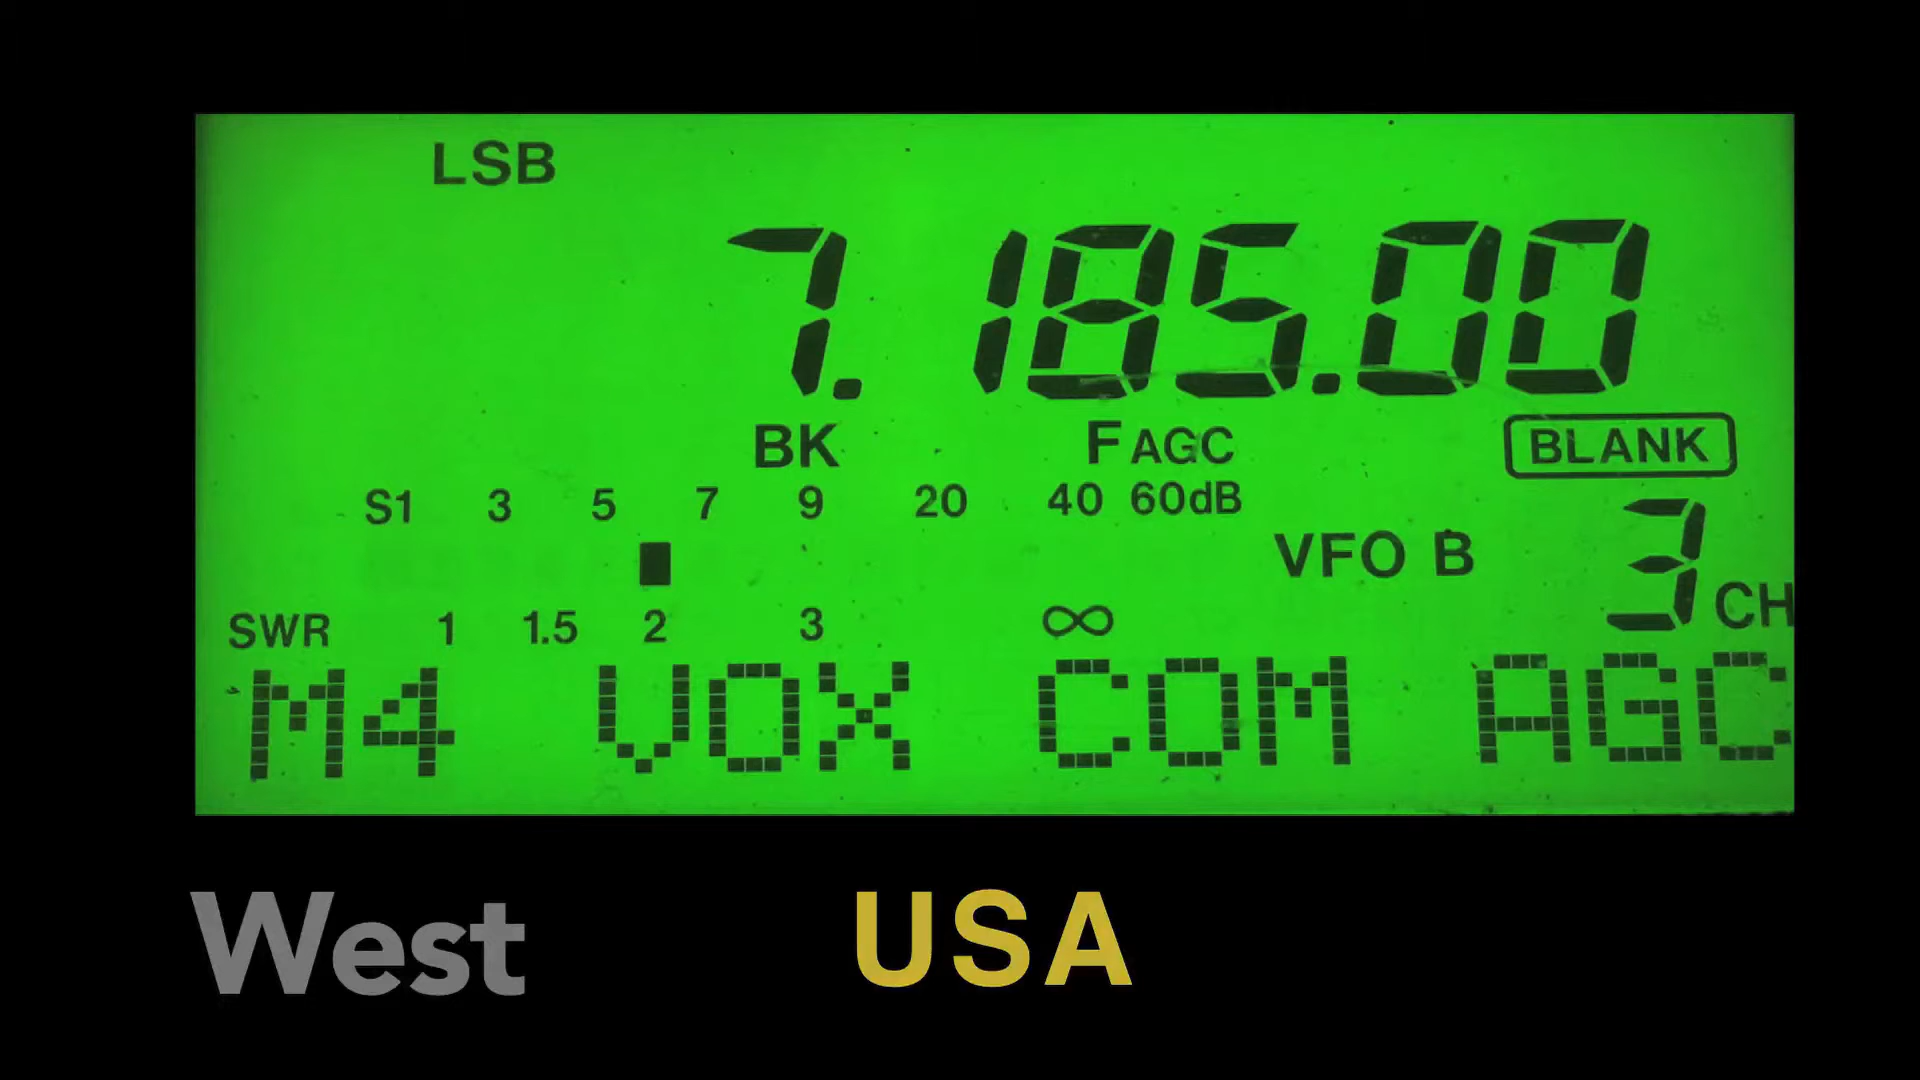 LSB
7.185.00
BK F AGC BLANK
S1 3 5 7 9 20 40 60dB
VFO B 3 CH
SWR 1 1.5 2 3 ∞
M4 VOX COM AGC
West USA